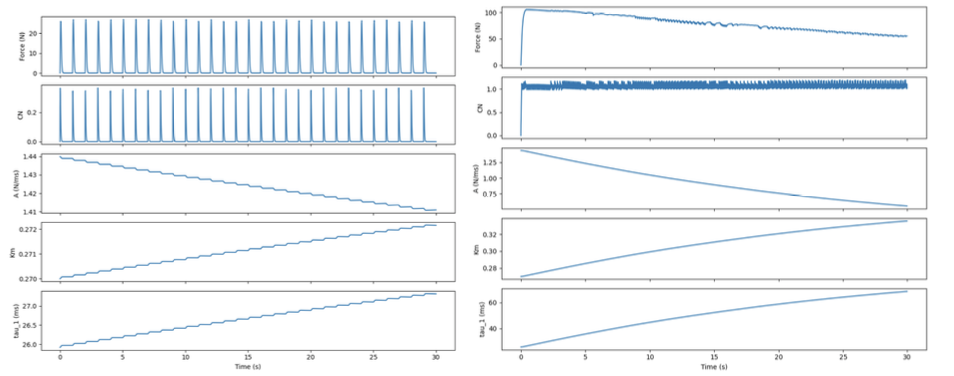 Force (N)
20
10
0
CN
0.2
0.0
A (N/ms)
1.44
1.43
1.42
1.41
Km
0.272
0.271
0.270
tau_1 (ms)
27.0
26.5
26.0
0 5 10 15 20 25 30
Time (s)
Force (N)
100
50
0
CN
1.0
0.5
0.0
A (N/ms)
1.25
1.00
0.75
Km
0.32
0.30
0.28
tau_1 (ms)
60
40
0 5 10 15 20 25 30
Time (s)